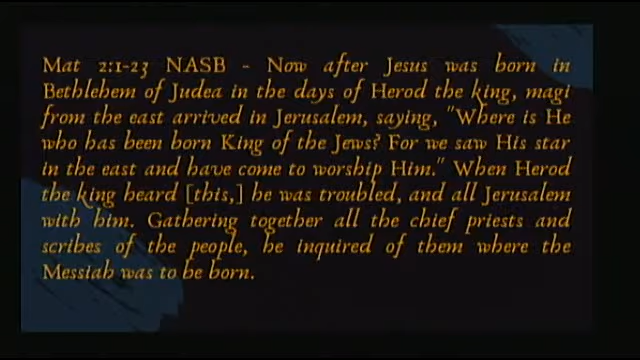 Mat 2:1-23 NASB - Now after Jesus was born in
Bethlehem of Judea in the days of Herod the king, magi
from the east arrived in Jerusalem, saying, "Where is He
who has been born King of the Jews? For we saw His star
in the east and have come to worship Him." When Herod
the king heard [this,] he was troubled, and all Jerusalem
with him. Gathering together all the chief priests and
scribes of the people, he inquired of them where the
Messiah was to be born.